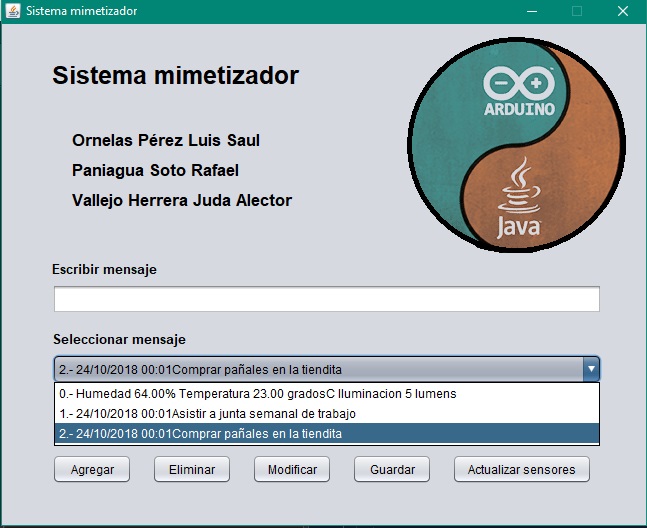 Sistema mimetizador
Sistema mimetizador
ARDUINO
Ornelas Pérez Luis Saul
Paniagua Soto Rafael
Vallejo Herrera Juda Alector
Java
Escribir mensaje
Seleccionar mensaje
2.- 24/10/2018 00:01Comprar pañales en la tiendita
0.- Humedad 64.00% Temperatura 23.00 gradosC Iluminacion 5 lumens
1.- 24/10/2018 00:01Asistir a junta semanal de trabajo
2.- 24/10/2018 00:01Comprar pañales en la tiendita
Agregar Eliminar Modificar Guardar Actualizar sensores